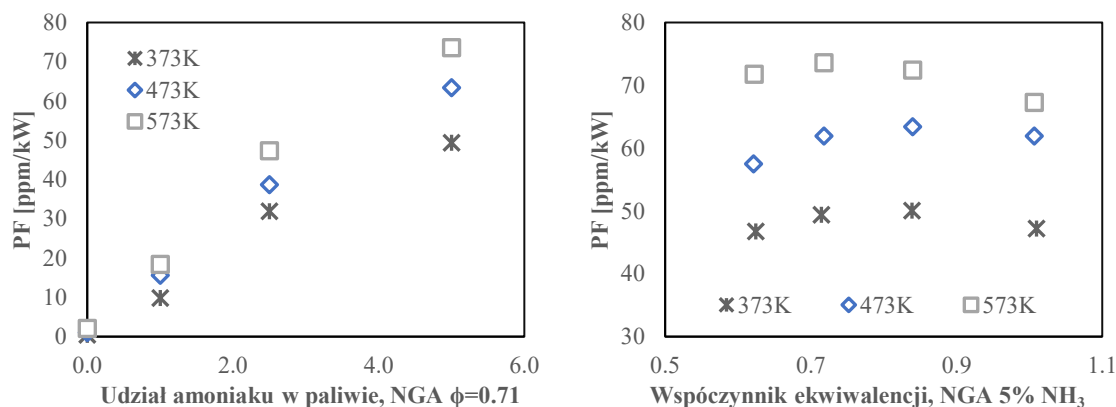 80
70
60
50
40
30
20
10
0
PF [ppm/kW]
373K
473K
573K
0.0 2.0 4.0 6.0
Udział amoniaku w paliwie, NGA ϕ=0.71
80
70
60
50
40
30
PF [ppm/kW]
373K 473K 573K
0.5 0.7 0.9 1.1
Wspóczynnik ekwiwalencji, NGA 5% NH₃